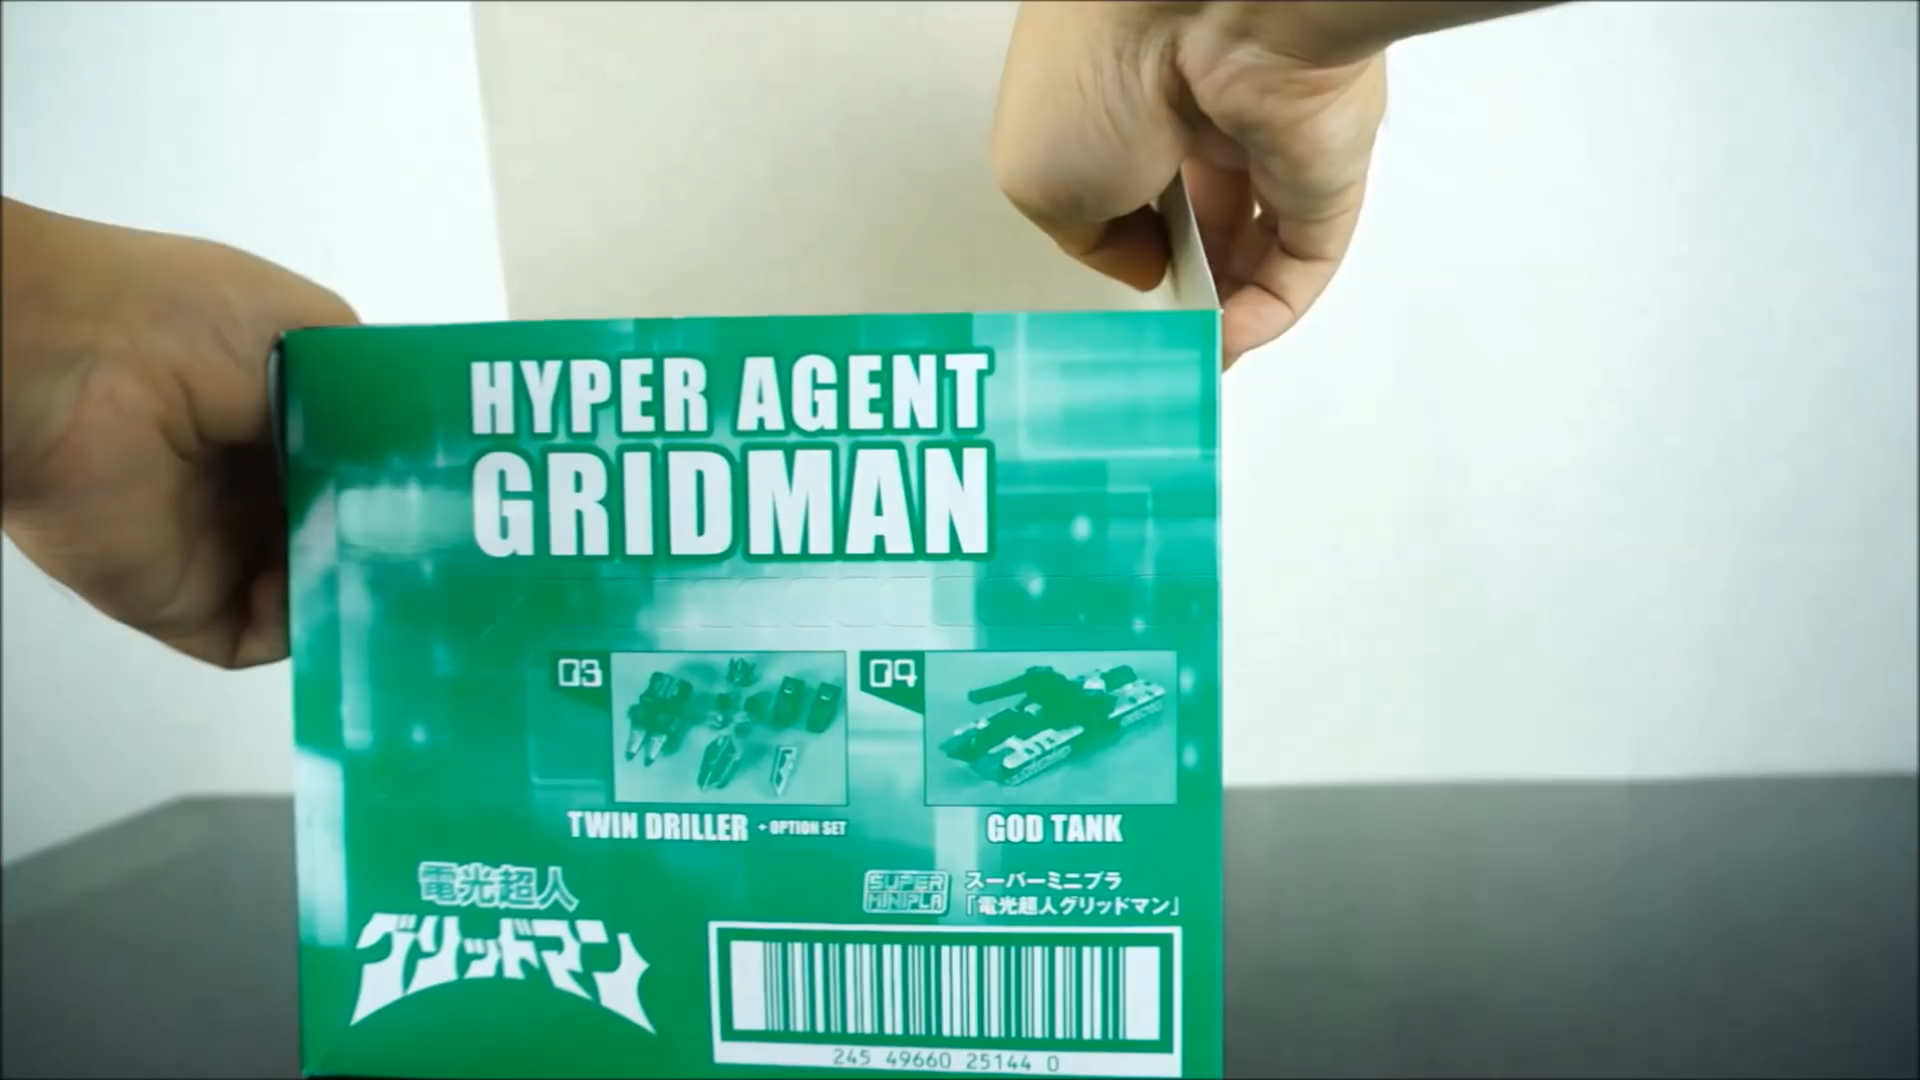 HYPER AGENT
GRIDMAN
03
04
TWIN DRILLER + OPTION SET
GOD TANK
電光超人
グリッドマン
SUPER
MINIPLA
スーパーミニプラ
「電光超人グリッドマン」
245 49660 25144 0